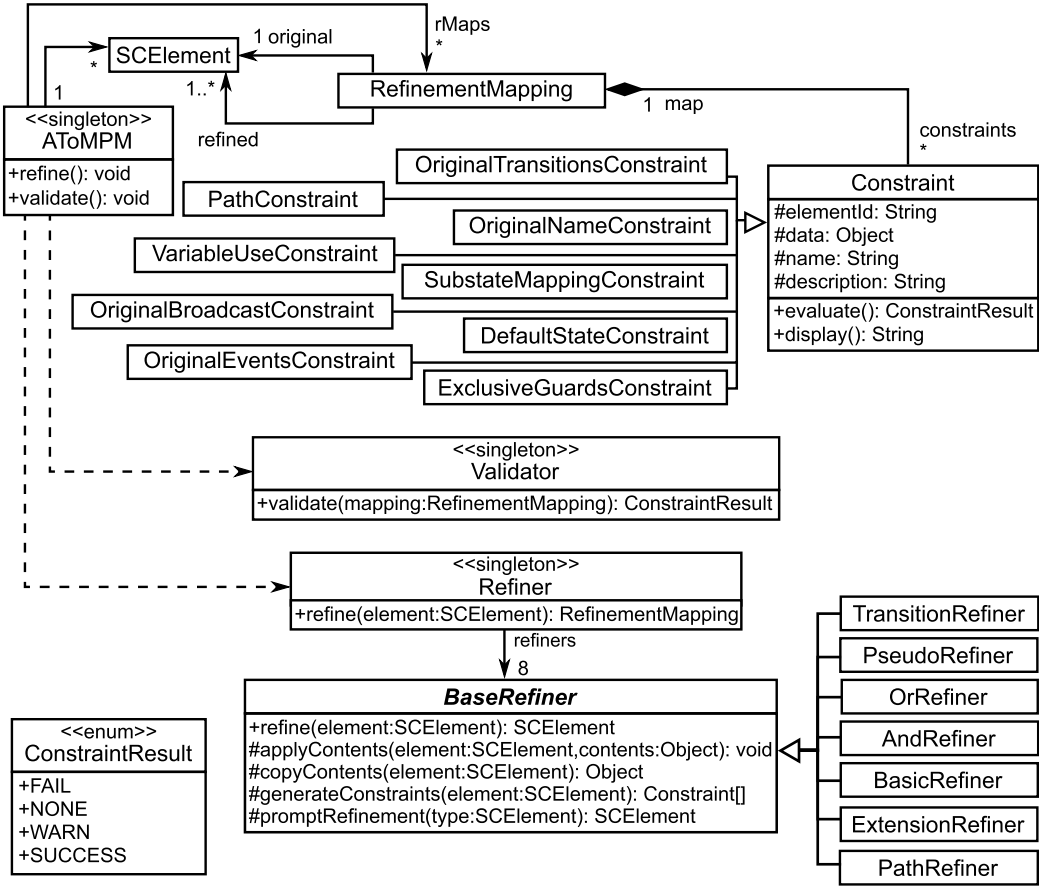 rMaps
*
SCElement
1 original
*
1..*
refined
RefinementMapping
1 map
constraints
*
1
<<singleton>>
AToMPM
+refine(): void
+validate(): void
OriginalTransitionsConstraint
PathConstraint
OriginalNameConstraint
VariableUseConstraint
SubstateMappingConstraint
OriginalBroadcastConstraint
DefaultStateConstraint
OriginalEventsConstraint
ExclusiveGuardsConstraint
Constraint
#elementId: String
#data: Object
#name: String
#description: String
+evaluate(): ConstraintResult
+display(): String
<<singleton>>
Validator
+validate(mapping:RefinementMapping): ConstraintResult
<<singleton>>
Refiner
+refine(element:SCElement): RefinementMapping
refiners
8
BaseRefiner
+refine(element:SCElement): SCElement
#applyContents(element:SCElement,contents:Object): void
#copyContents(element:SCElement): Object
#generateConstraints(element:SCElement): Constraint[]
#promptRefinement(type:SCElement): SCElement
TransitionRefiner
PseudoRefiner
OrRefiner
AndRefiner
BasicRefiner
ExtensionRefiner
PathRefiner
<<enum>>
ConstraintResult
+FAIL
+NONE
+WARN
+SUCCESS